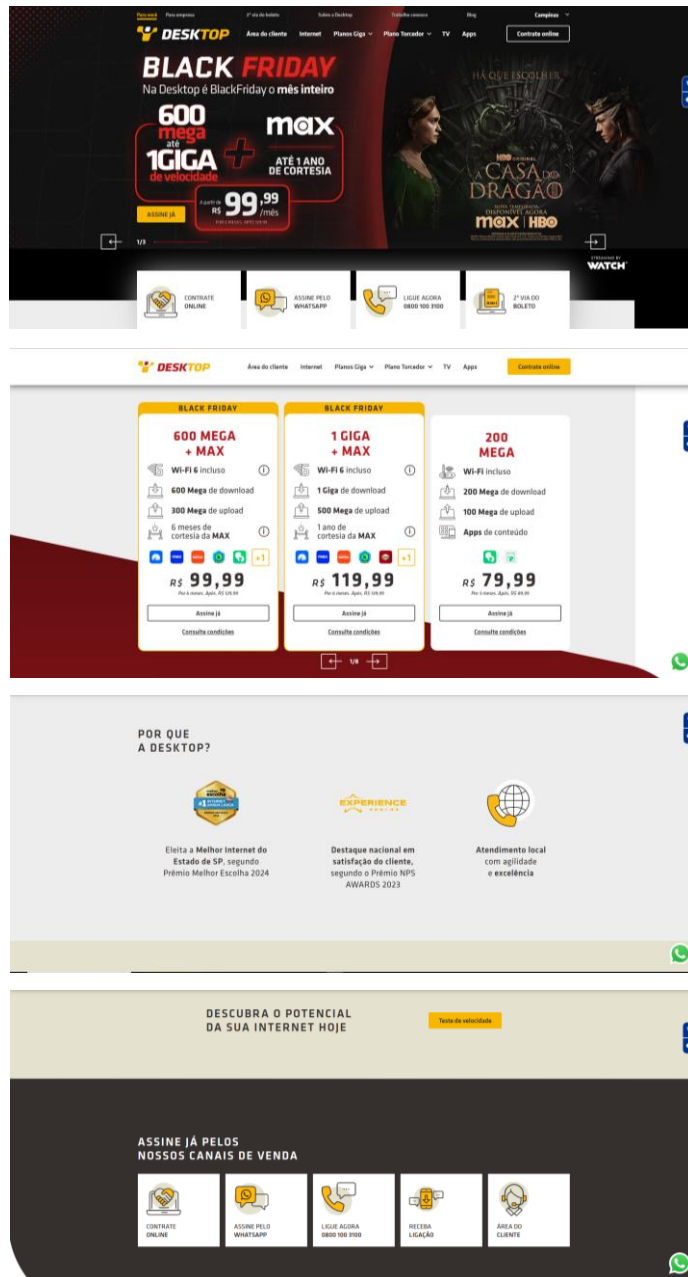 Para você Para empresa 2ª via do boleto Sobre a Desktop Trabalhe conosco Blog Campinas
DESKTOP Área do cliente Internet Planos Giga Plano Torcedor TV Apps Contrate online
BLACK FRIDAY
Na Desktop é BlackFriday o mês inteiro
600
mega
até
1GIGA
de velocidade
+
max
ATÉ 1 ANO
DE CORTESIA
A partir de
R$ 99,99
/mês
ASSINE JÁ
HÁ QUE ESCOLHER
HBO ORIGINAL
A CASA DO
DRAGÃO
NOVA TEMPORADA
DISPONÍVEL AGORA
max HBO
1/3
STREAMING BY
WATCH
CONTRATE
ONLINE
ASSINE PELO
WHATSAPP
LIGUE AGORA
0800 100 3100
2ª VIA DO
BOLETO
DESKTOP Área do cliente Internet Planos Giga Plano Torcedor TV Apps Contrate online
BLACK FRIDAY
600 MEGA
+ MAX
Wi-Fi 6 incluso
600 Mega de download
300 Mega de upload
6 meses de
cortesia da MAX
+1
R$ 99,99
Assine já
Consulte condições
BLACK FRIDAY
1 GIGA
+ MAX
Wi-Fi 6 incluso
1 Giga de download
500 Mega de upload
1 ano de
cortesia da MAX
+1
R$ 119,99
Assine já
Consulte condições
200
MEGA
Wi-Fi incluso
200 Mega de download
100 Mega de upload
Apps de conteúdo
R$ 79,99
Assine já
Consulte condições
1/8
POR QUE
A DESKTOP?
Eleita a Melhor Internet do
Estado de SP, segundo
Prêmio Melhor Escolha 2024
EXPERIENCE
AWARDS
Destaque nacional em
satisfação do cliente,
segundo o Prêmio NPS
AWARDS 2023
Atendimento local
com agilidade
e excelência
DESCUBRA O POTENCIAL
DA SUA INTERNET HOJE
Teste de velocidade
ASSINE JÁ PELOS
NOSSOS CANAIS DE VENDA
CONTRATE
ONLINE
ASSINE PELO
WHATSAPP
LIGUE AGORA
0800 100 3100
RECEBA
LIGAÇÃO
ÁREA DO
CLIENTE